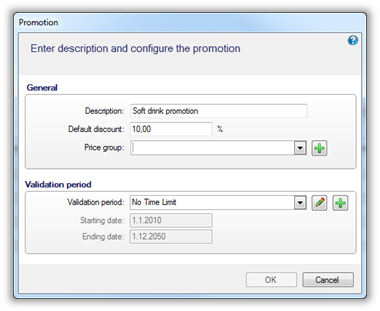 Promotion
Enter description and configure the promotion
?
General
Description: Soft drink promotion
Default discount: 10,00 %
Price group:
Validation period
Validation period: No Time Limit
Starting date: 1.1.2010
Ending date: 1.12.2050
OK Cancel